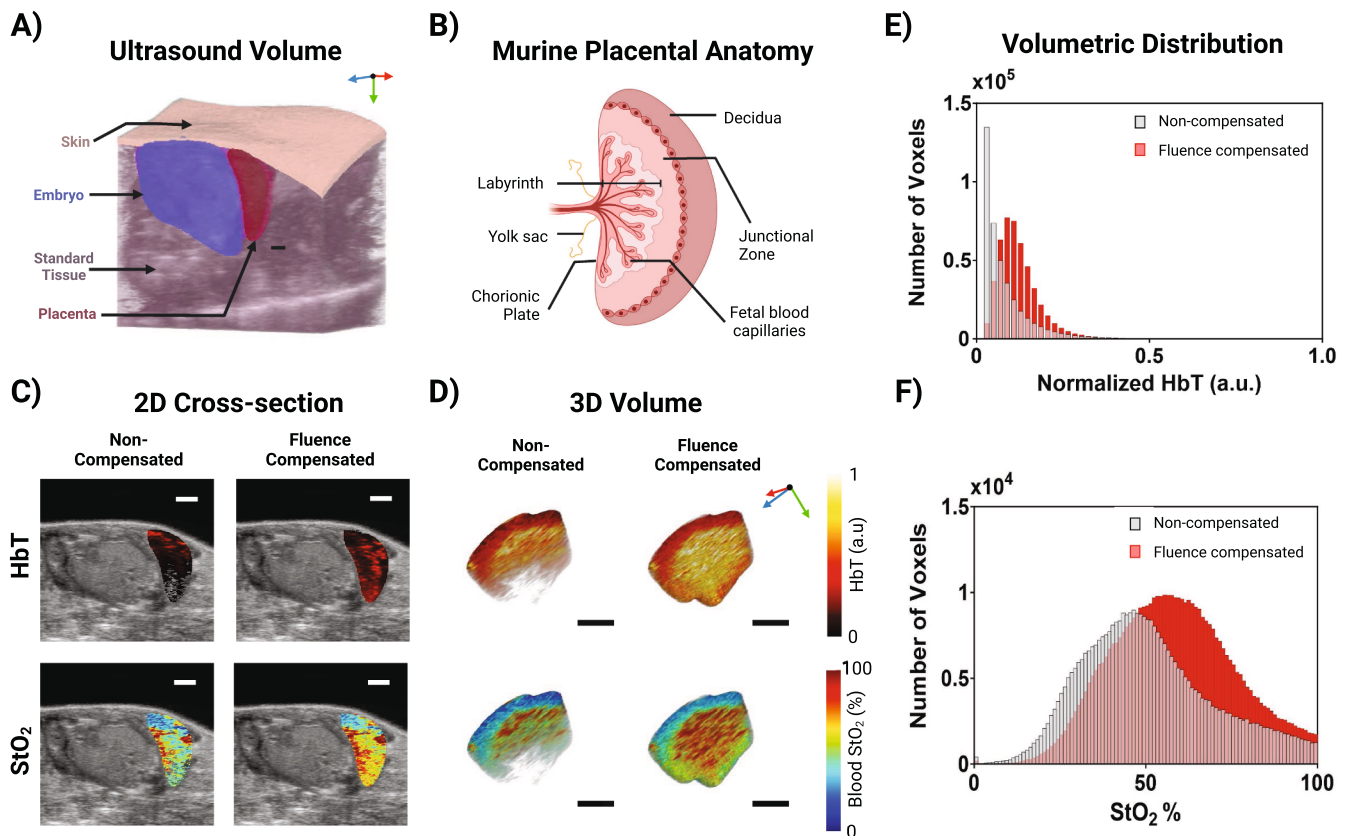 A)
Ultrasound Volume
Skin
Embryo
Standard
Tissue
Placenta
B)
Murine Placental Anatomy
Decidua
Labyrinth
Yolk sac
Junctional
Zone
Chorionic
Plate
Fetal blood
capillaries
E)
Volumetric Distribution
x10⁵
1.5
1
0.5
0
Number of Voxels
Non-compensated
Fluence compensated
0
0.5
1.0
Normalized HbT (a.u.)
C)
2D Cross-section
Non-
Compensated
Fluence
Compensated
HbT
StO₂
D)
3D Volume
Non-
Compensated
Fluence
Compensated
1
HbT (a.u)
0
100
Blood StO₂ (%)
0
F)
x10⁴
1.5
1
0.5
0
Number of Voxels
Non-compensated
Fluence compensated
0
50
100
StO₂ %